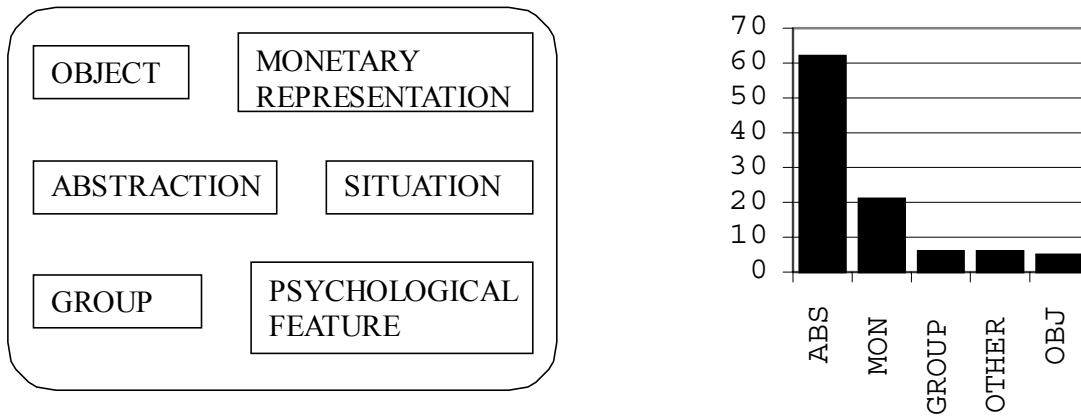 OBJECT
MONETARY
REPRESENTATION
ABSTRACTION
SITUATION
GROUP
PSYCHOLOGICAL
FEATURE
70
60
50
40
30
20
10
0
ABS
MON
GROUP
OTHER
OBJ